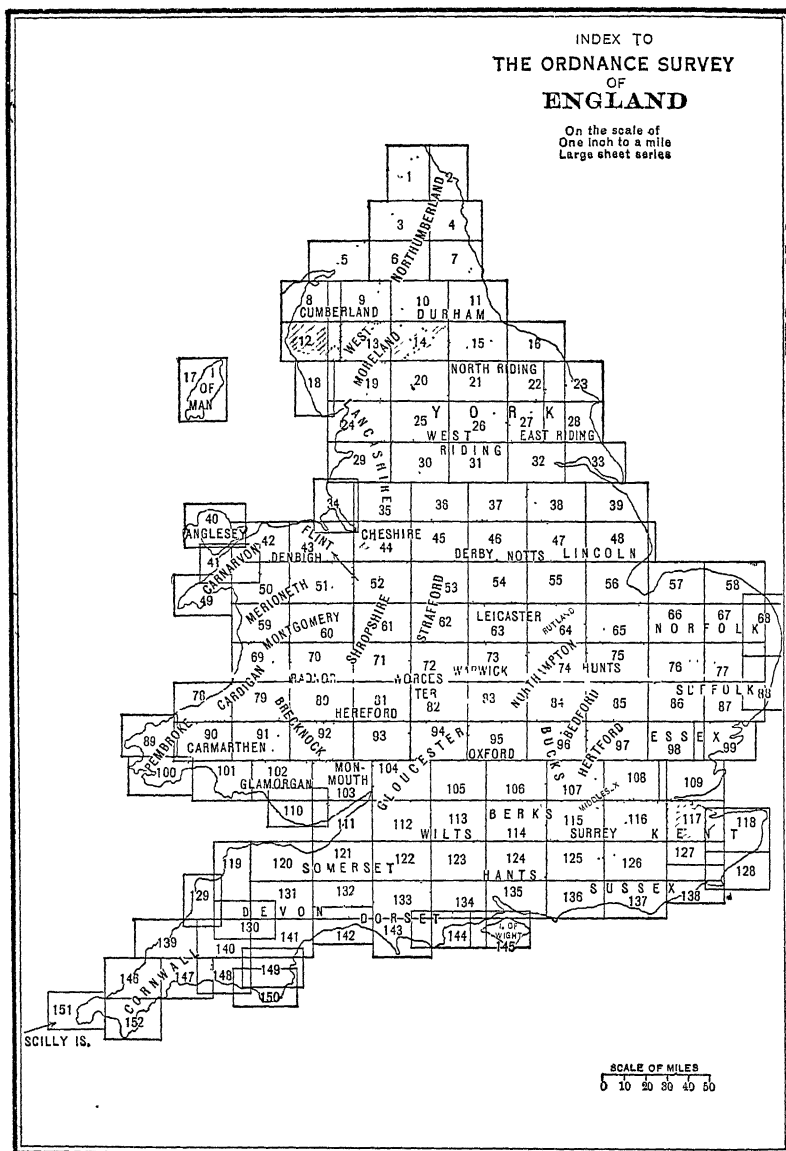 INDEX TO
THE ORDNANCE SURVEY
OF
ENGLAND
On the scale of
One inch to a mile
Large sheet series
1 2
3 4
NORTHUMBERLAND
5 6 7
8 9 10 11
CUMBERLAND DURHAM
12 13 14 15 16
WEST-
MORELAND
17 I
OF
MAN
NORTH RIDING
18 19 20 21 22 23
Y O R K
24 25 26 27 28
LANCASHIRE
WEST EAST RIDING
RIDING
29 30 31 32 33
34 35 36 37 38 39
40
ANGLESEY
CHESHIRE
FLINT
41 42 43 44 45 46 47 48
CARNARVON
DENBIGH DERBY NOTTS LINCOLN
49 50 51 52 53 54 55 56 57 58
MERIONETH
STRAFFORD
SHROPSHIRE
LEICASTER RUTLAND
59 60 61 62 63 64 65 66 67 68
MONTGOMERY
NORFOLK
69 70 71 72 73 74 75 76 77
RADNOR WORCES
TER
WARWICK NORTHAMPTON HUNTS
SUFFOLK
78 79 80 81 82 83 84 85 86 87 88
CARDIGAN
HEREFORD
BEDFORD
PEMBROKE
BRECKNOCK
89 90 91 92 93 94 95 96 97 98 99
CARMARTHEN
GLOUCESTER
OXFORD
BUCKS
HERTFORD
ESSEX
100 101 102 103 104 105 106 107 108 109
GLAMORGAN
MON-
MOUTH
MIDDLESX
110 111 112 113 114 115 116 117 118
BERKS
WILTS SURREY KENT
119 120 121 122 123 124 125 126 127 128
SOMERSET
HANTS
SUSSEX
129 130 131 132 133 134 135 136 137 138
DEVON
DORSET
139 140 141 142 143 144 145
I. OF
WIGHT
CORNWALL
146 147 148 149
150
151 152
SCILLY IS.
SCALE OF MILES
0 10 20 30 40 50